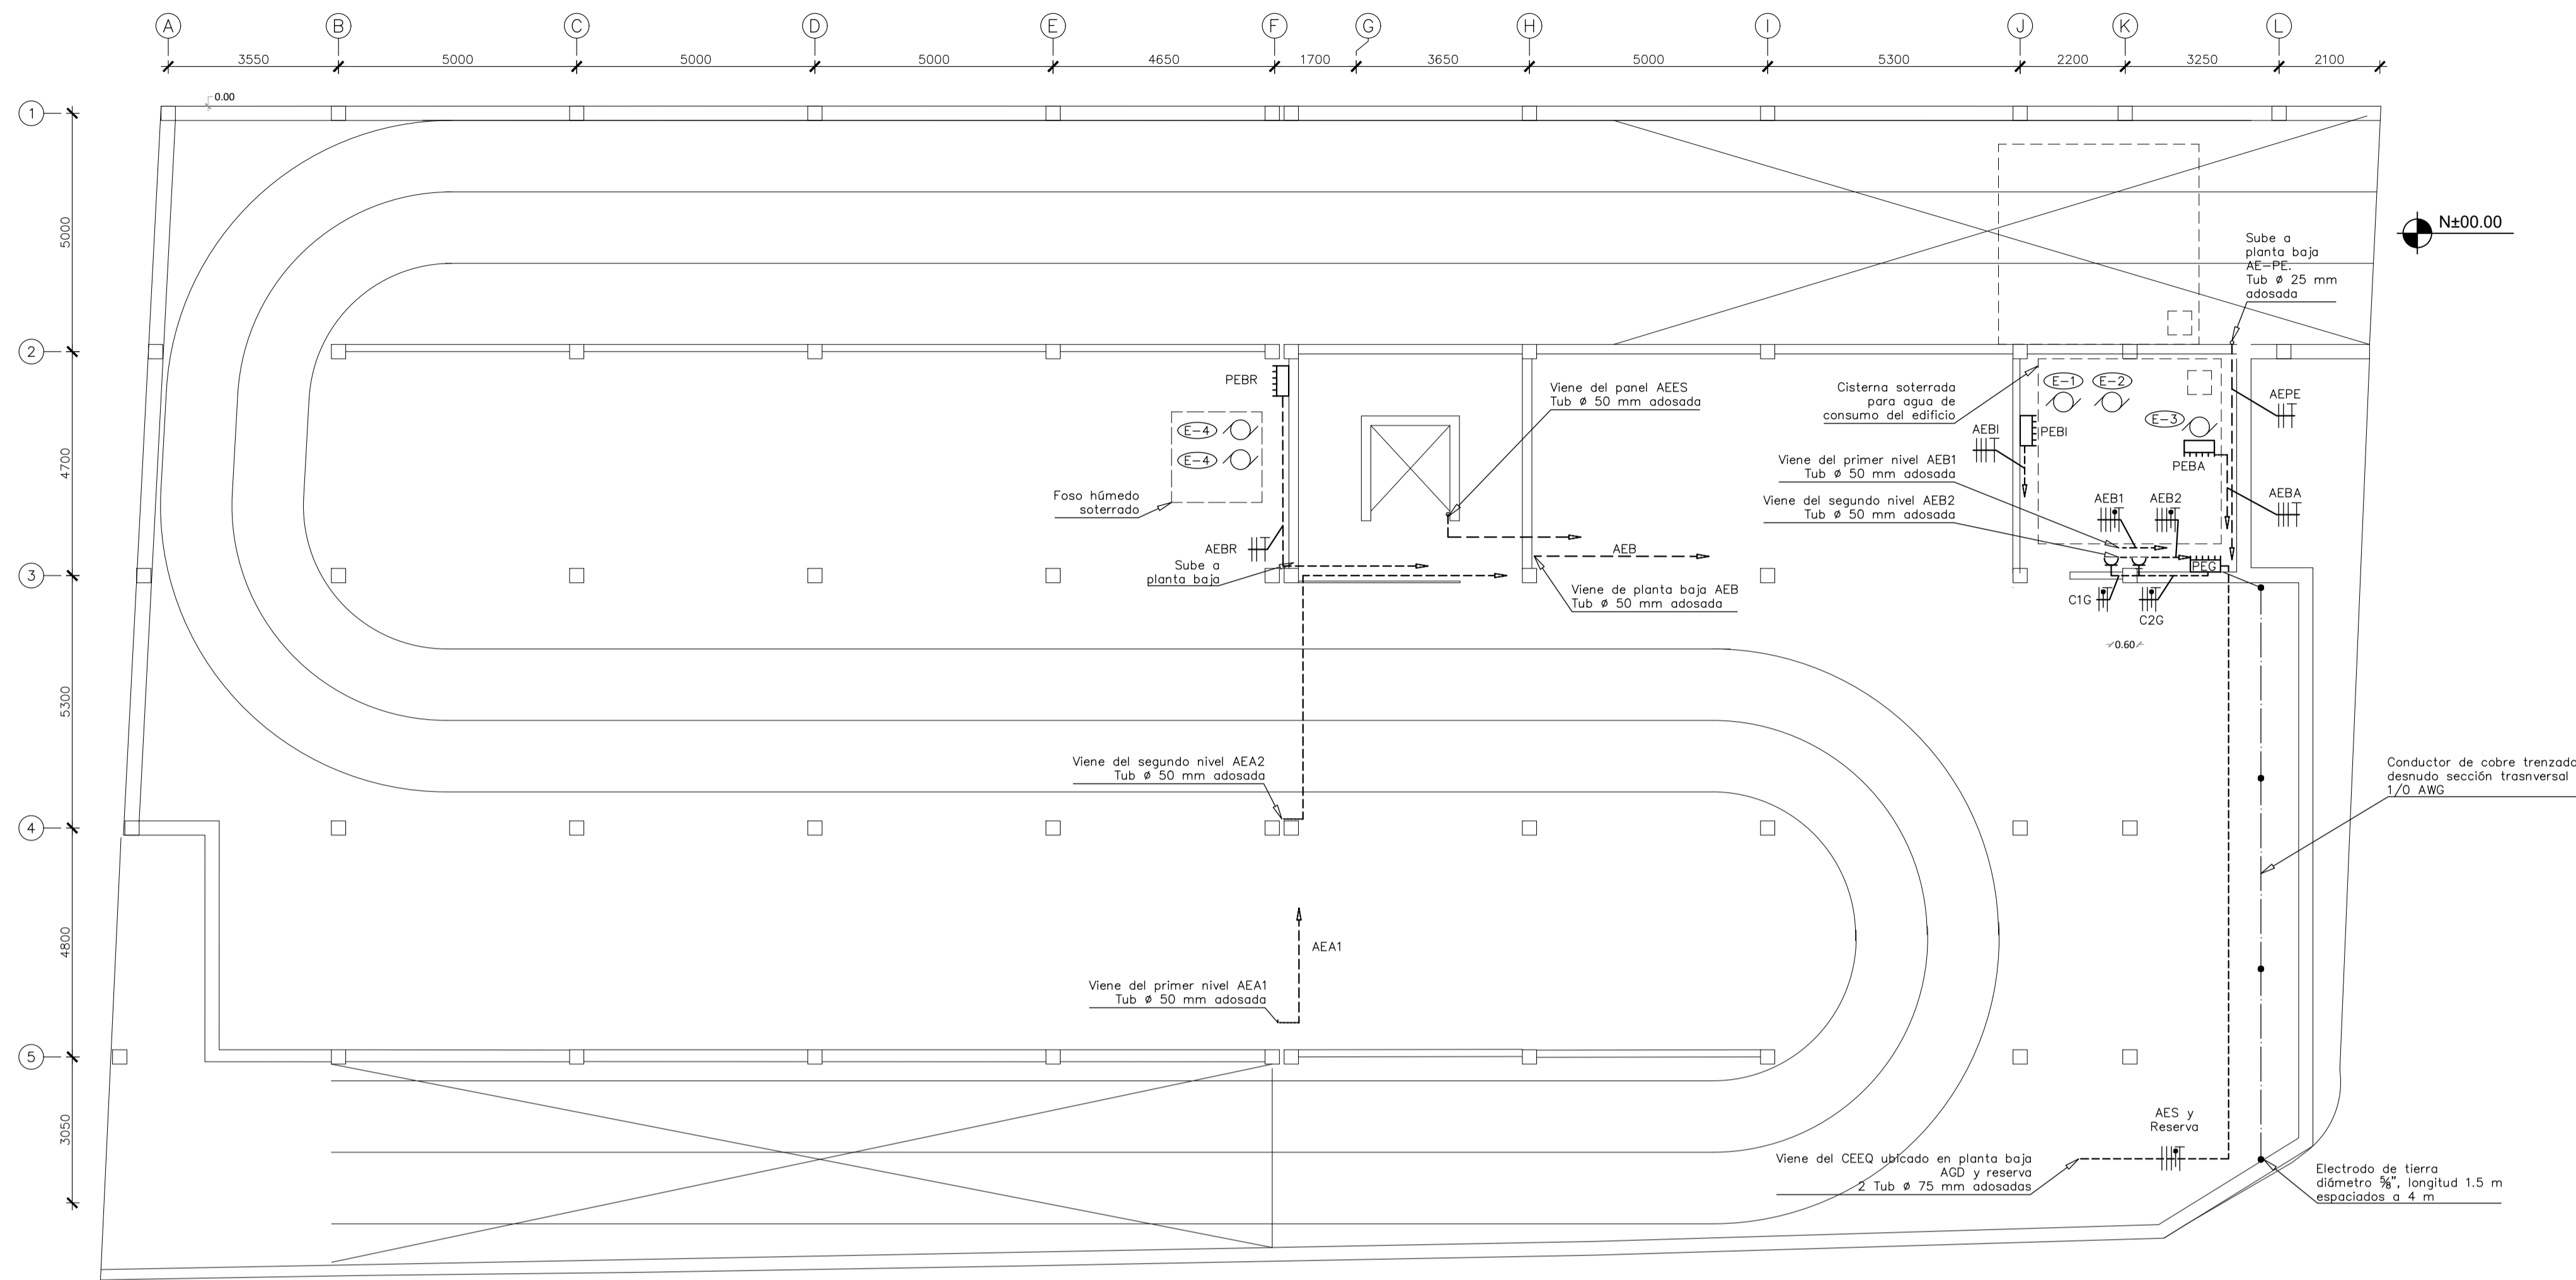 A
B
C
D
E
F
G
H
I
J
K
L
3550
5000
5000
5000
4650
1700
3650
5000
5300
2200
3250
2100
0.00
1
2
3
4
5
5000
4700
5300
4800
3050
N±00.00
Sube a
planta baja
AE-PE.
Tub ø 25 mm
adosada
PEBR
E-4
E-4
Foso húmedo
soterrado
AEBR
Sube a
planta baja
Viene del panel AEES
Tub ø 50 mm adosada
AEB
Viene de planta baja AEB
Tub ø 50 mm adosada
Cisterna soterrada
para agua de
consumo del edificio
E-1
E-2
E-3
AEBI
PEBI
PEBA
AEPE
AEBA
Viene del primer nivel AEB1
Tub ø 50 mm adosada
Viene del segundo nivel AEB2
Tub ø 50 mm adosada
AEB1
AEB2
PEG
C1G
C2G
0.60
Viene del segundo nivel AEA2
Tub ø 50 mm adosada
Conductor de cobre trenzado
desnudo sección trasnversal
1/0 AWG
AEA1
Viene del primer nivel AEA1
Tub ø 50 mm adosada
AES y
Reserva
Viene del CEEQ ubicado en planta baja
AGD y reserva
2 Tub ø 75 mm adosadas
Electrodo de tierra
diámetro ⅝", longitud 1.5 m
espaciados a 4 m